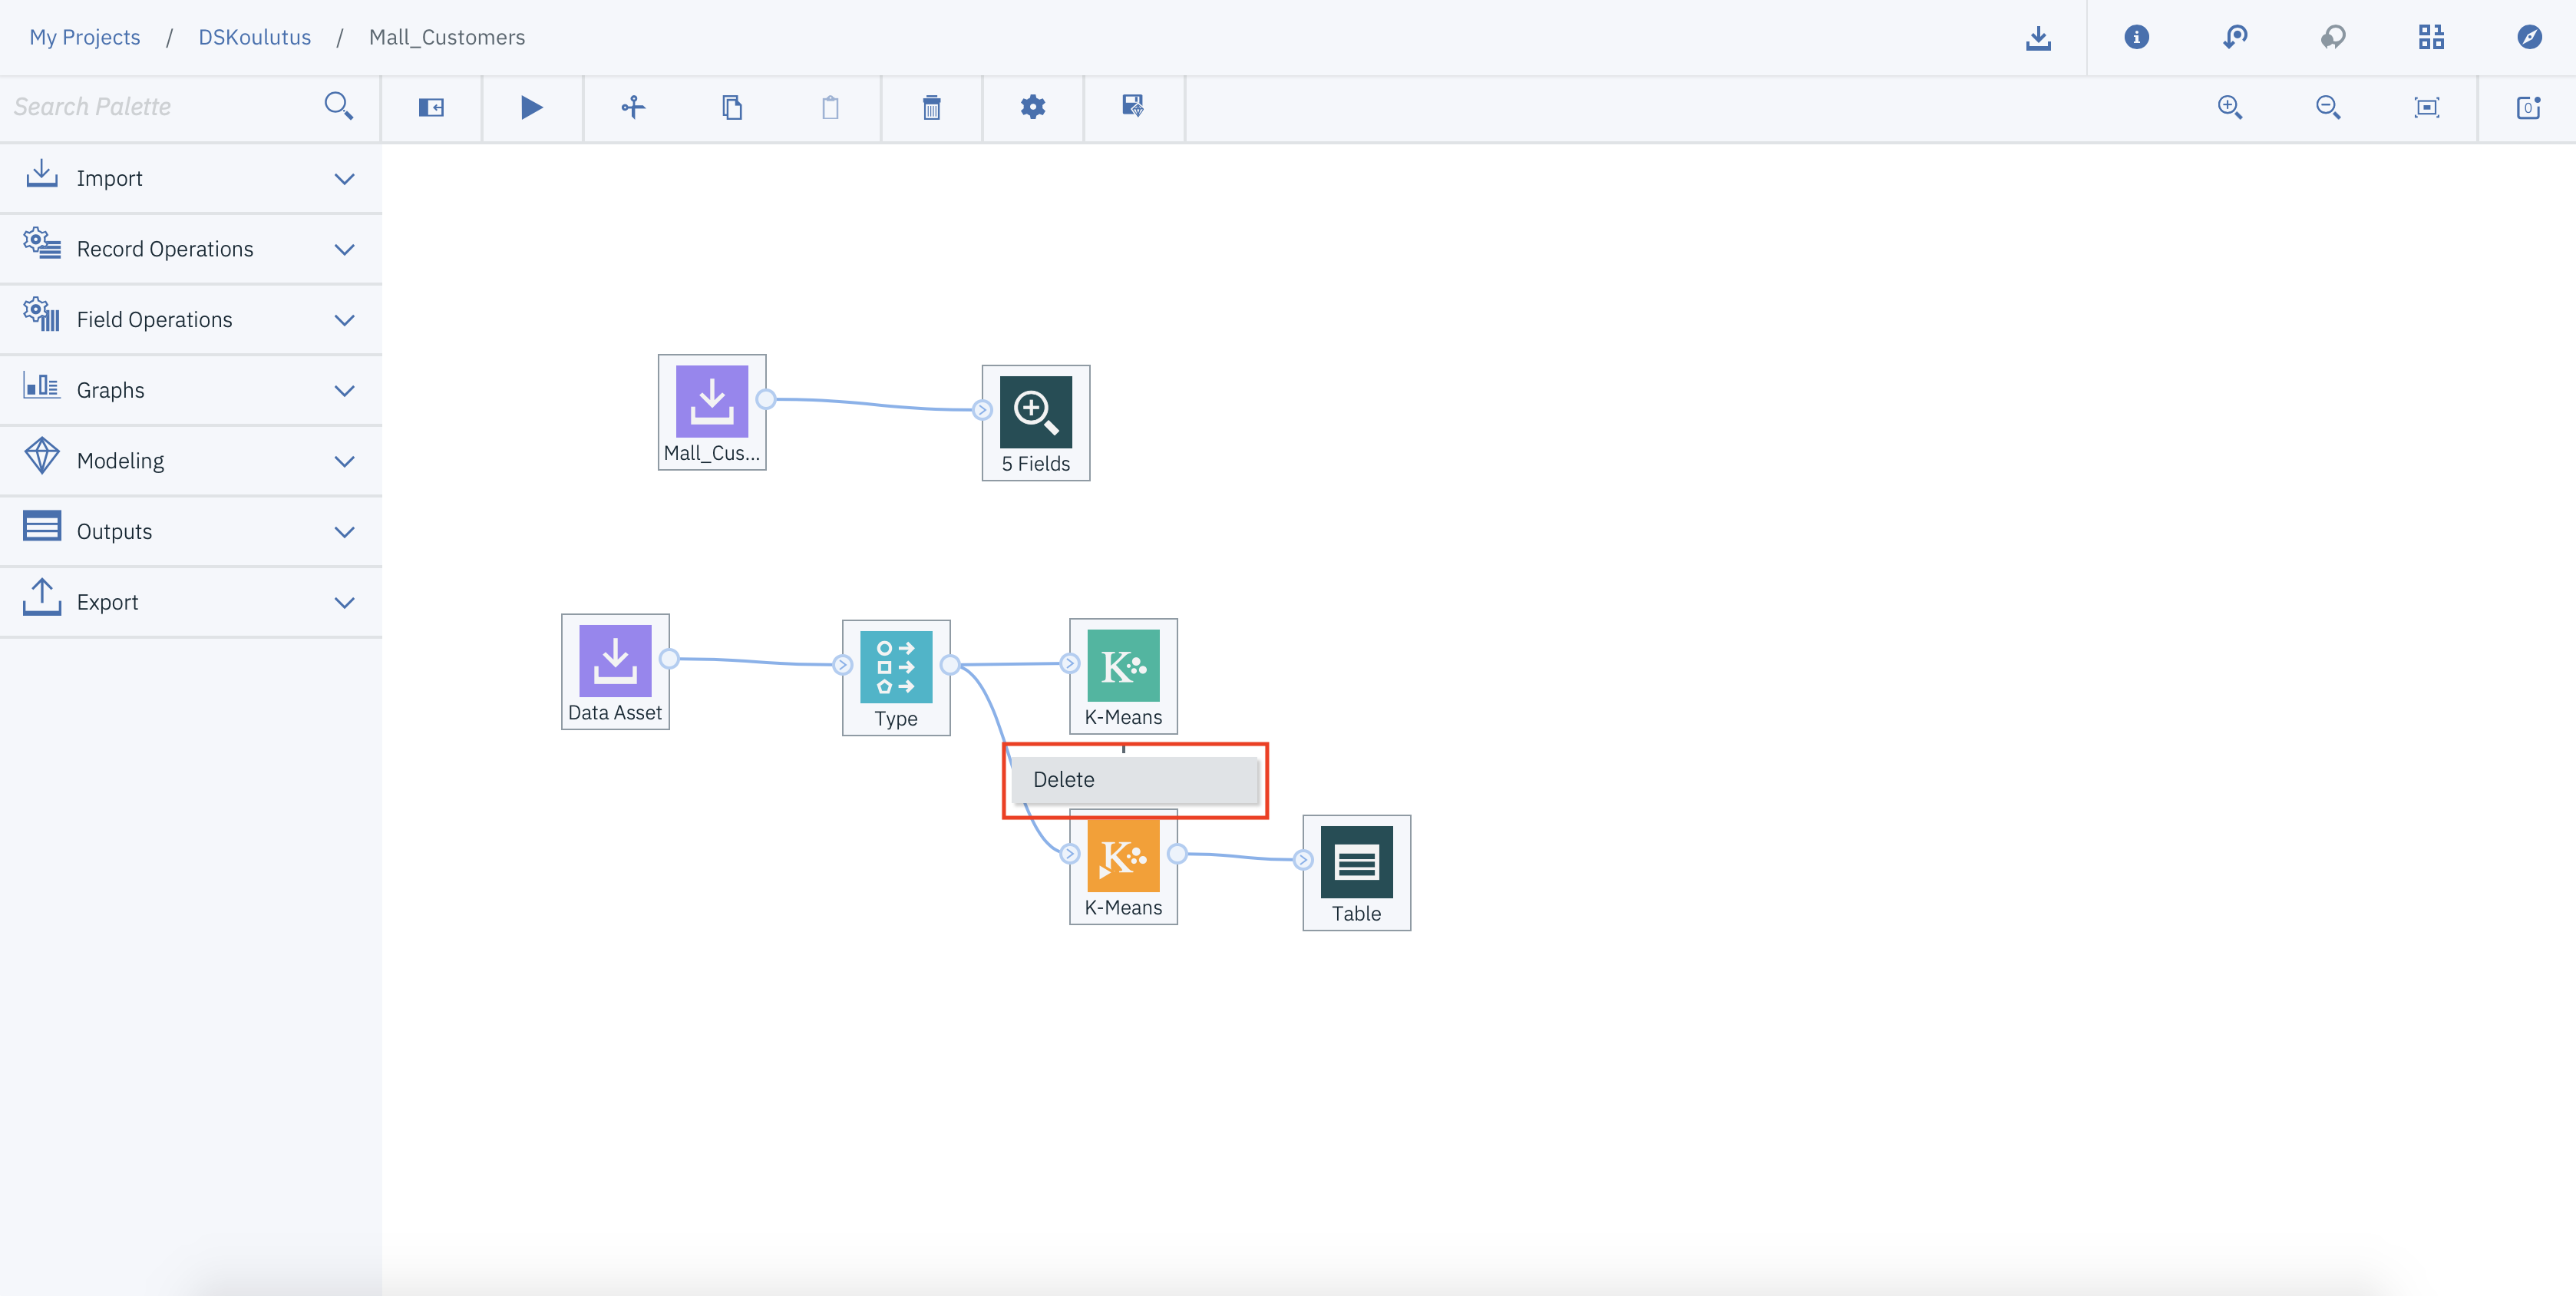 My Projects / DSKoulutus / Mall_Customers
Search Palette
Import
Record Operations
Field Operations
Graphs
Modeling
Outputs
Export
Mall_Cus...
5 Fields
Data Asset
Type
K-Means
Delete
K-Means
Table